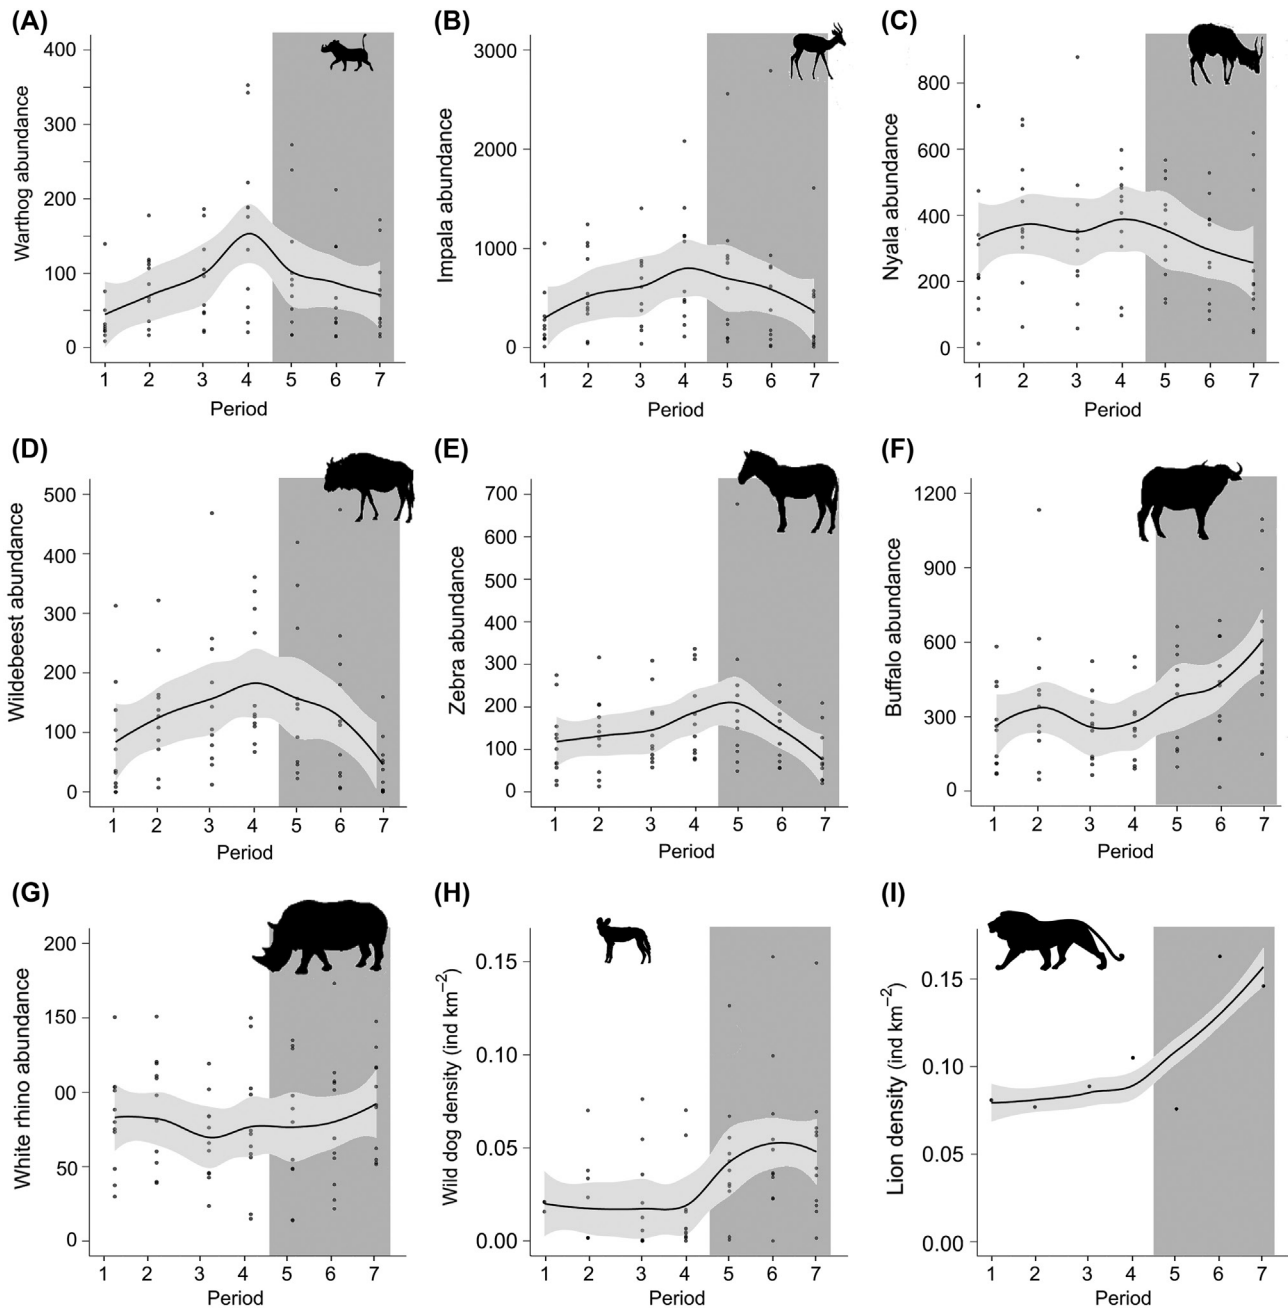 (A)
400
300
200
100
0
Warthog abundance
1 2 3 4 5 6 7
Period
(B)
3000
2000
1000
0
Impala abundance
1 2 3 4 5 6 7
Period
(C)
800
600
400
200
0
Nyala abundance
1 2 3 4 5 6 7
Period
(D)
500
400
300
200
100
0
Wildebeest abundance
1 2 3 4 5 6 7
Period
(E)
700
600
500
400
300
200
100
0
Zebra abundance
1 2 3 4 5 6 7
Period
(F)
1200
900
600
300
0
Buffalo abundance
1 2 3 4 5 6 7
Period
(G)
200
150
00
50
0
White rhino abundance
1 2 3 4 5 6 7
Period
(H)
0.15
0.10
0.05
0.00
Wild dog density (ind km⁻²)
1 2 3 4 5 6 7
Period
(I)
0.15
0.10
0.05
0.00
Lion density (ind km⁻²)
1 2 3 4 5 6 7
Period